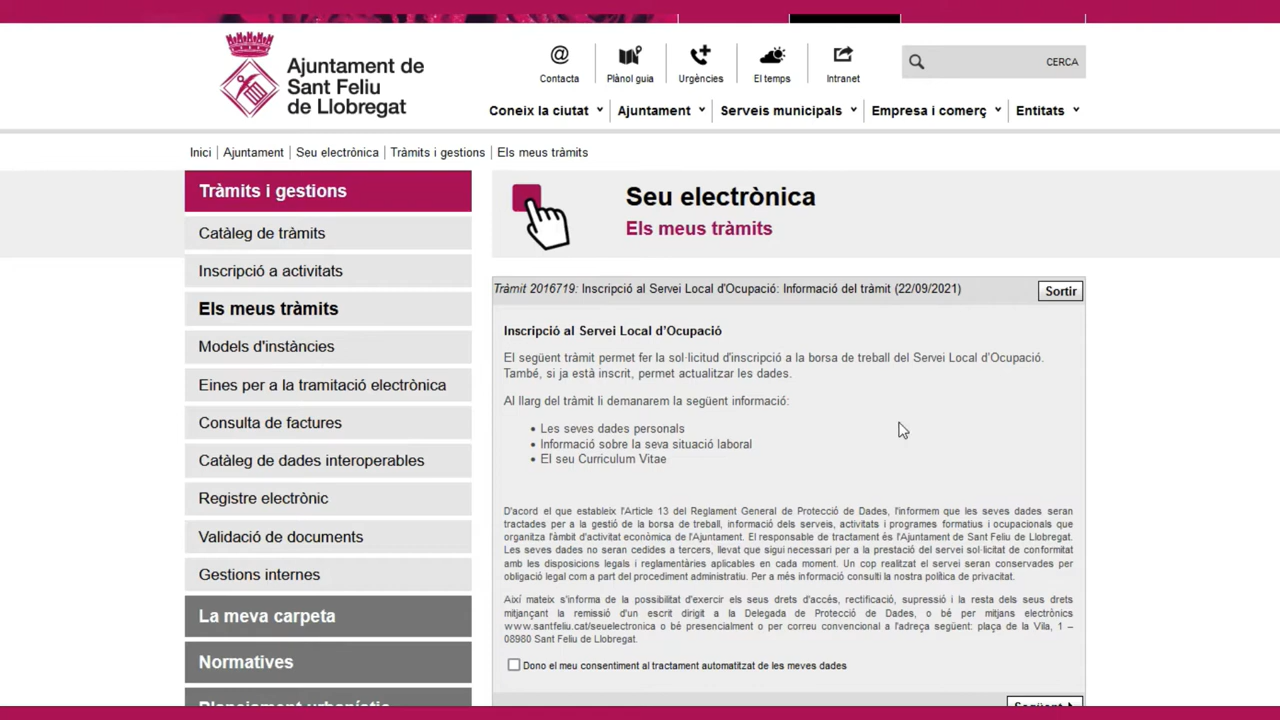 Ajuntament de
Sant Feliu
de Llobregat
@
Contacta
Plànol guia
Urgències
El temps
Intranet
CERCA
Coneix la ciutat
Ajuntament
Serveis municipals
Empresa i comerç
Entitats
Inici
Ajuntament
Seu electrònica
Tràmits i gestions
Els meus tràmits
Tràmits i gestions
Catàleg de tràmits
Inscripció a activitats
Els meus tràmits
Models d'instàncies
Eines per a la tramitació electrònica
Consulta de factures
Catàleg de dades interoperables
Registre electrònic
Validació de documents
Gestions internes
La meva carpeta
Normatives
Planejament urbanístic
Seu electrònica
Els meus tràmits
Tràmit 2016719: Inscripció al Servei Local d'Ocupació: Informació del tràmit (22/09/2021)
Sortir
Inscripció al Servei Local d'Ocupació
El següent tràmit permet fer la sol·licitud d'inscripció a la borsa de treball del Servei Local d'Ocupació.
També, si ja està inscrit, permet actualitzar les dades.
Al llarg del tràmit li demanarem la següent informació:
• Les seves dades personals
• Informació sobre la seva situació laboral
• El seu Curriculum Vitae
D'acord el que estableix l'Article 13 del Reglament General de Protecció de Dades, l'informem que les seves dades seran
tractades per a la gestió de la borsa de treball, informació dels serveis, activitats i programes formatius i ocupacionals que
organitza l'àmbit d'activitat econòmica de l'Ajuntament. El responsable de tractament és l'Ajuntament de Sant Feliu de Llobregat.
Les seves dades no seran cedides a tercers, llevat que sigui necessari per a la prestació del servei sol·licitat de conformitat
amb les disposicions legals i reglamentàries aplicables en cada moment. Un cop realitzat el servei seran conservades per
obligació legal com a part del procediment administratiu. Per a més informació consulti la nostra política de privacitat.
Així mateix s'informa de la possibilitat d'exercir els seus drets d'accés, rectificació, supressió i la resta dels seus drets
mitjançant la remissió d'un escrit dirigit a la Delegada de Protecció de Dades, o bé per mitjans electrònics
www.santfeliu.cat/seuelectronica o bé presencialment o per correu convencional a l'adreça següent: plaça de la Vila, 1 –
08980 Sant Feliu de Llobregat.
Dono el meu consentiment al tractament automatitzat de les meves dades
Següent